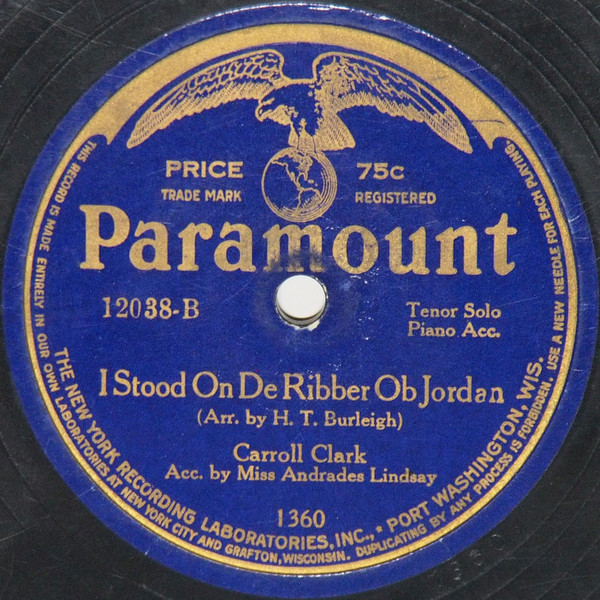 PRICE 75c
TRADE MARK REGISTERED
Paramount
12038-B
Tenor Solo
Piano Acc.
I Stood On De Ribber Ob Jordan
(Arr. by H. T. Burleigh)
Carroll Clark
Acc. by Miss Andrades Lindsay
1360
THE NEW YORK RECORDING LABORATORIES, INC., * PORT WASHINGTON, WIS.
THIS RECORD IS MADE ENTIRELY IN OUR OWN LABORATORIES AT NEW YORK CITY AND GRAFTON, WISCONSIN. DUPLICATING BY ANY PROCESS IS FORBIDDEN. USE A NEW NEEDLE FOR EACH PLAYING.